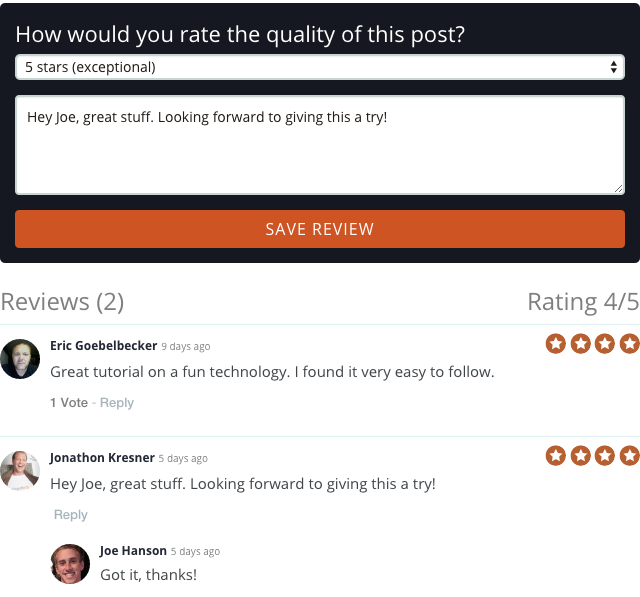 How would you rate the quality of this post?
5 stars (exceptional)
Hey Joe, great stuff. Looking forward to giving this a try!
SAVE REVIEW
Reviews (2) Rating 4/5
Eric Goebelbecker 9 days ago
Great tutorial on a fun technology. I found it very easy to follow.
1 Vote - Reply
Jonathon Kresner 5 days ago
Hey Joe, great stuff. Looking forward to giving this a try!
Reply
Joe Hanson 5 days ago
Got it, thanks!